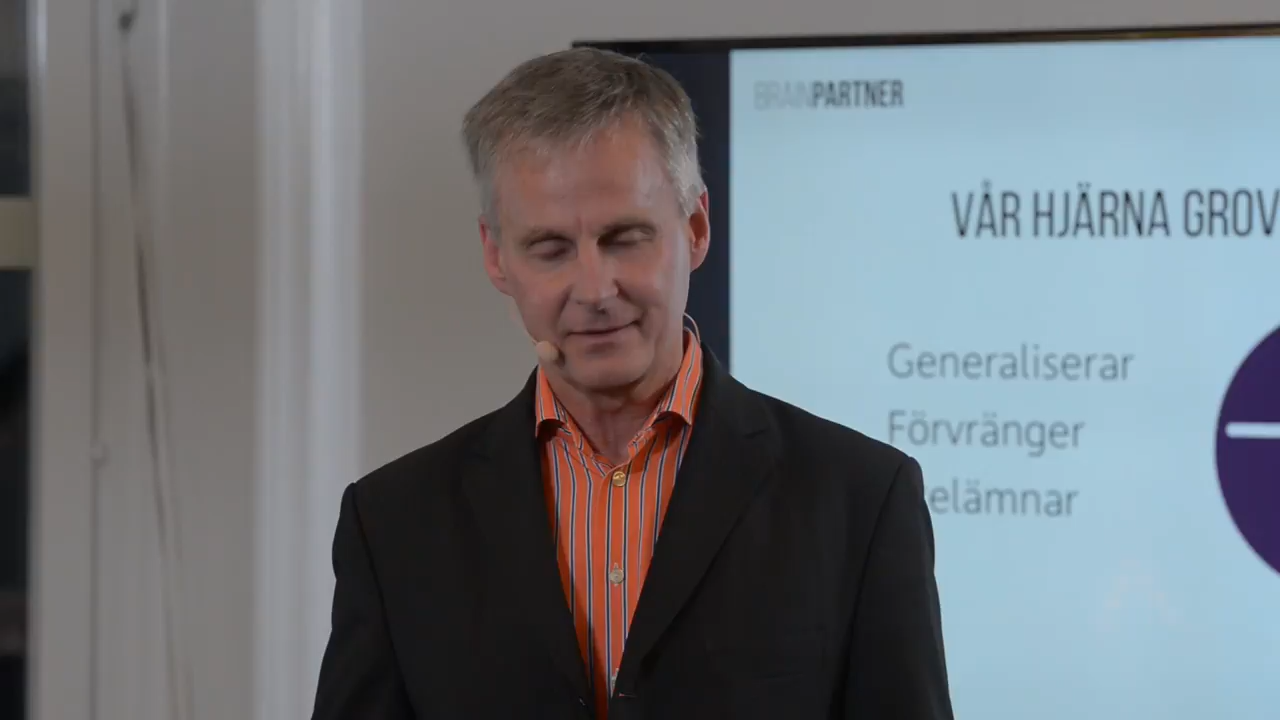 BRAINPARTNER
VÅR HJÄRNA GROV
Generaliserar
Förvränger
elämnar